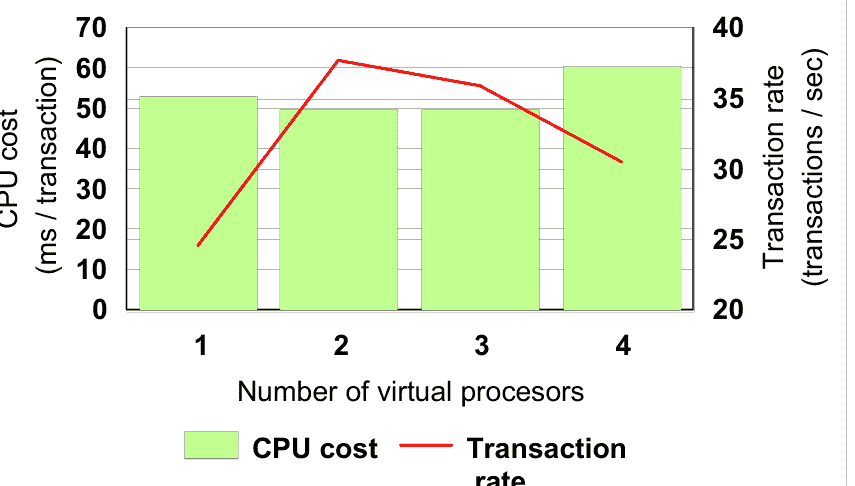 70
60
50
40
30
20
10
0
CPU cost
(ms / transaction)
40
35
30
25
20
Transaction rate
(transactions / sec)
1 2 3 4
Number of virtual procesors
CPU cost Transaction
rate